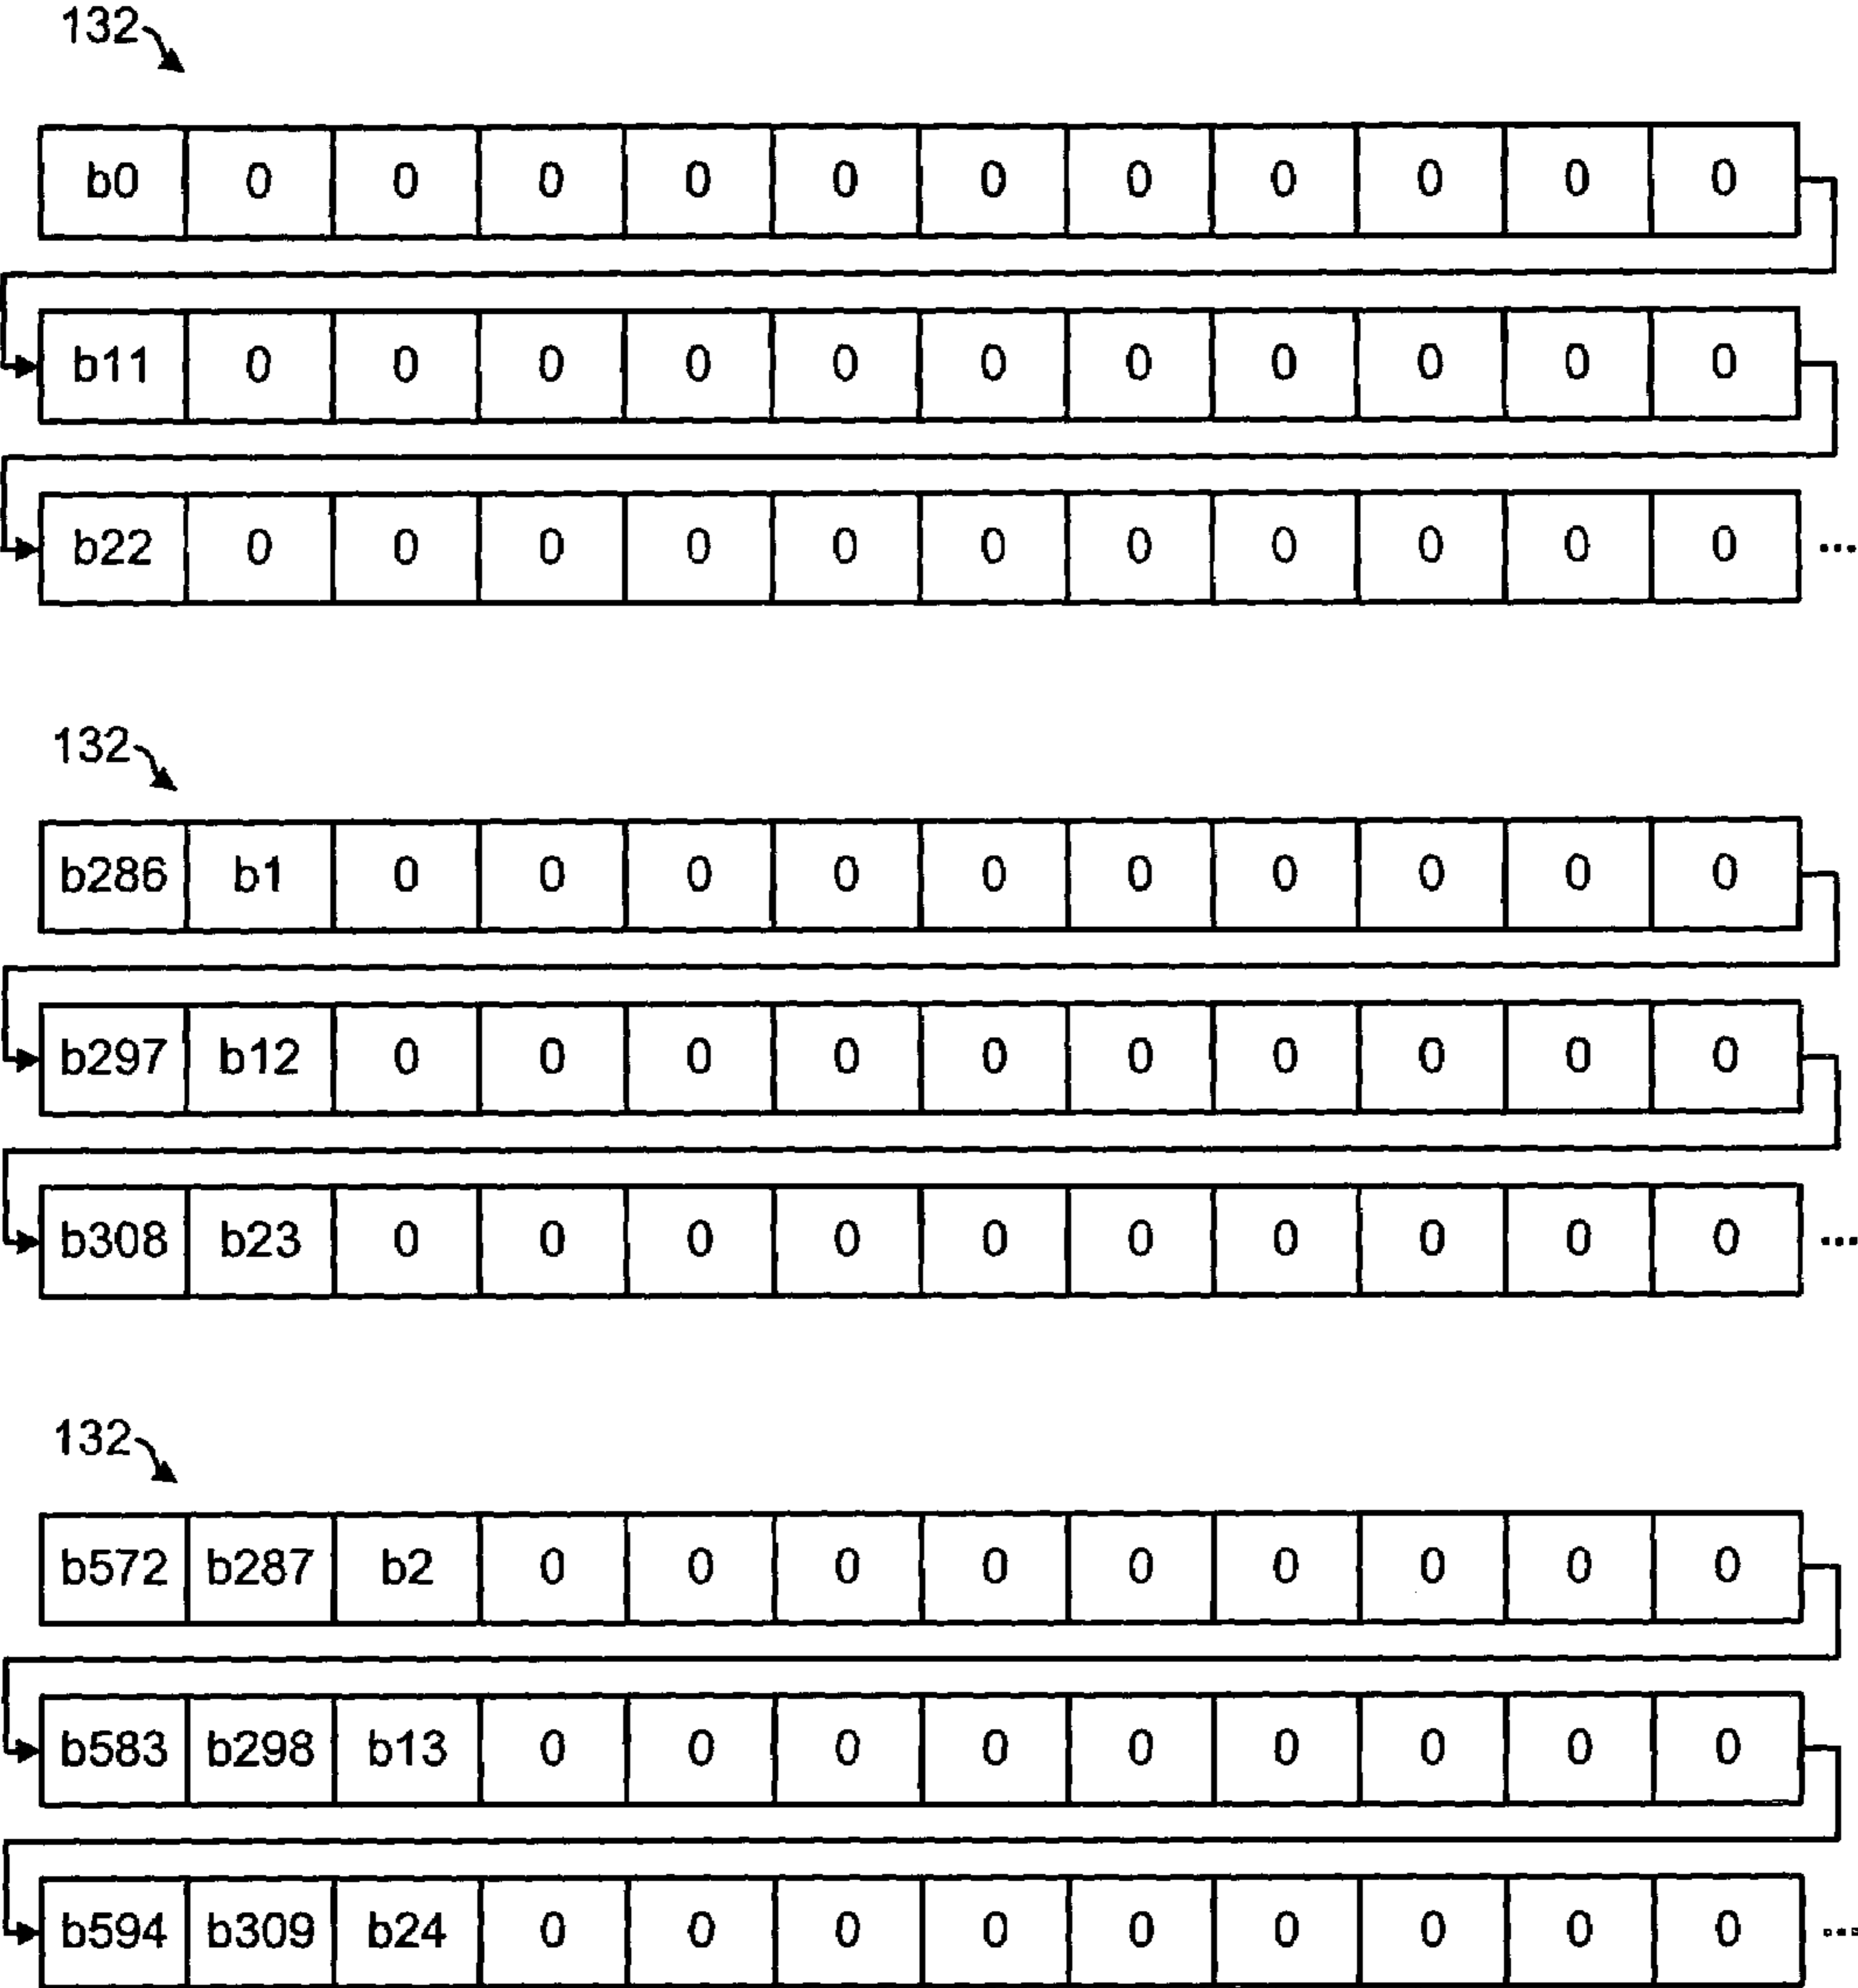 132
b0 0 0 0 0 0 0 0 0 0 0 0
b11 0 0 0 0 0 0 0 0 0 0 0
b22 0 0 0 0 0 0 0 0 0 0 0 ...
132
b286 b1 0 0 0 0 0 0 0 0 0 0
b297 b12 0 0 0 0 0 0 0 0 0 0
b308 b23 0 0 0 0 0 0 0 0 0 0 ...
132
b572 b287 b2 0 0 0 0 0 0 0 0 0
b583 b298 b13 0 0 0 0 0 0 0 0 0
b594 b309 b24 0 0 0 0 0 0 0 0 0 ...